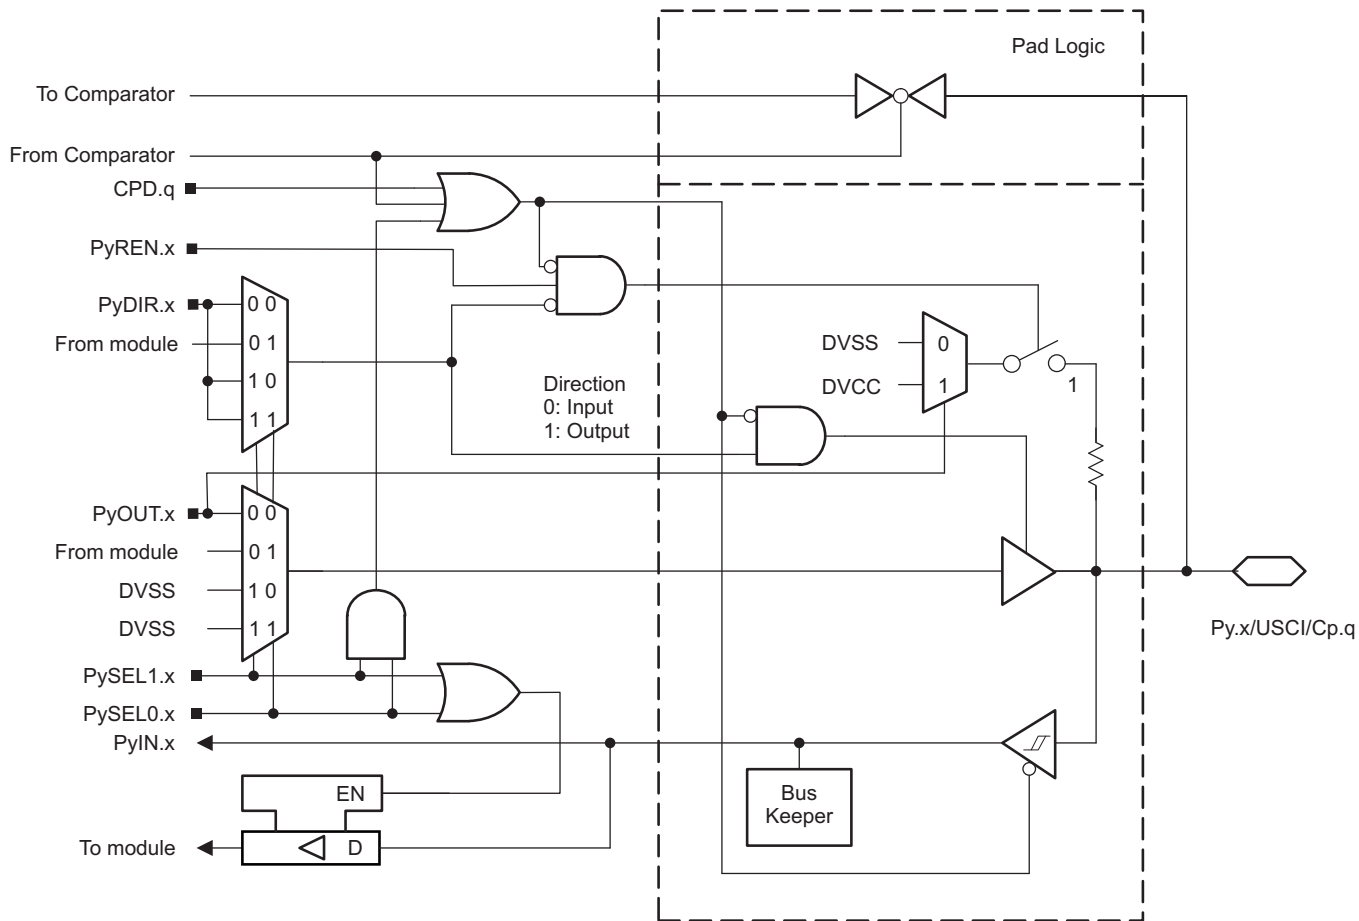 Pad Logic
To Comparator
From Comparator
CPD.q
PyREN.x
PyDIR.x
0 0
From module
0 1
1 0
1 1
DVSS
0
DVCC
1
1
Direction
0: Input
1: Output
PyOUT.x
0 0
From module
0 1
DVSS
1 0
DVSS
1 1
Py.x/USCI/Cp.q
PySEL1.x
PySEL0.x
PyIN.x
EN
Bus
Keeper
To module
D